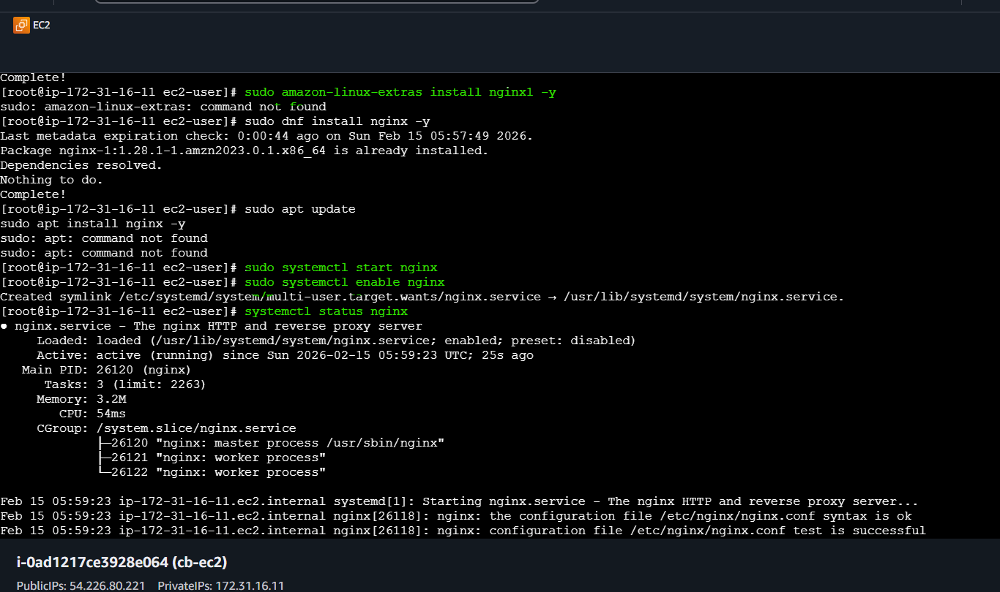 EC2
Complete!
[root@ip-172-31-16-11 ec2-user]# sudo amazon-linux-extras install nginx1 -y
sudo: amazon-linux-extras: command not found
[root@ip-172-31-16-11 ec2-user]# sudo dnf install nginx -y
Last metadata expiration check: 0:00:44 ago on Sun Feb 15 05:57:49 2026.
Package nginx-1:1.28.1-1.amzn2023.0.1.x86_64 is already installed.
Dependencies resolved.
Nothing to do.
Complete!
[root@ip-172-31-16-11 ec2-user]# sudo apt update
sudo apt install nginx -y
sudo: apt: command not found
sudo: apt: command not found
[root@ip-172-31-16-11 ec2-user]# sudo systemctl start nginx
[root@ip-172-31-16-11 ec2-user]# sudo systemctl enable nginx
Created symlink /etc/systemd/system/multi-user.target.wants/nginx.service → /usr/lib/systemd/system/nginx.service.
[root@ip-172-31-16-11 ec2-user]# systemctl status nginx
● nginx.service - The nginx HTTP and reverse proxy server
     Loaded: loaded (/usr/lib/systemd/system/nginx.service; enabled; preset: disabled)
     Active: active (running) since Sun 2026-02-15 05:59:23 UTC; 25s ago
   Main PID: 26120 (nginx)
      Tasks: 3 (limit: 2263)
     Memory: 3.2M
        CPU: 54ms
     CGroup: /system.slice/nginx.service
             ├─26120 "nginx: master process /usr/sbin/nginx"
             ├─26121 "nginx: worker process"
             └─26122 "nginx: worker process"
Feb 15 05:59:23 ip-172-31-16-11.ec2.internal systemd[1]: Starting nginx.service - The nginx HTTP and reverse proxy server...
Feb 15 05:59:23 ip-172-31-16-11.ec2.internal nginx[26118]: nginx: the configuration file /etc/nginx/nginx.conf syntax is ok
Feb 15 05:59:23 ip-172-31-16-11.ec2.internal nginx[26118]: nginx: configuration file /etc/nginx/nginx.conf test is successful
i-0ad1217ce3928e064 (cb-ec2)
PublicIPs: 54.226.80.221 PrivateIPs: 172.31.16.11